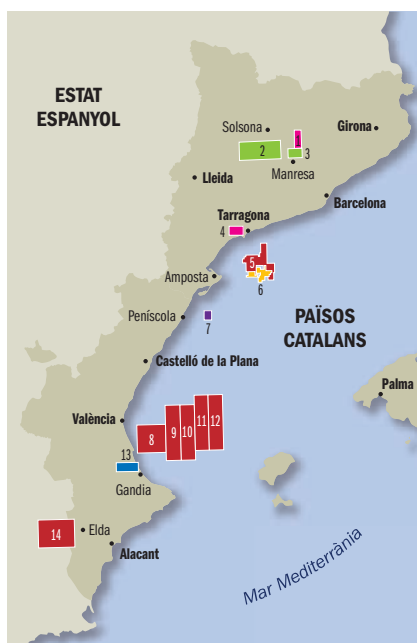 ESTAT
ESPANYOL
Solsona
Girona
1
2
3
Manresa
Lleida
Barcelona
Tarragona
4
5
Amposta
6
Peníscola
7
PAÏSOS
CATALANS
Castelló de la Plana
Palma
València
8
9
10
11
12
13
Gandia
14
Elda
Alacant
Mar Mediterrània